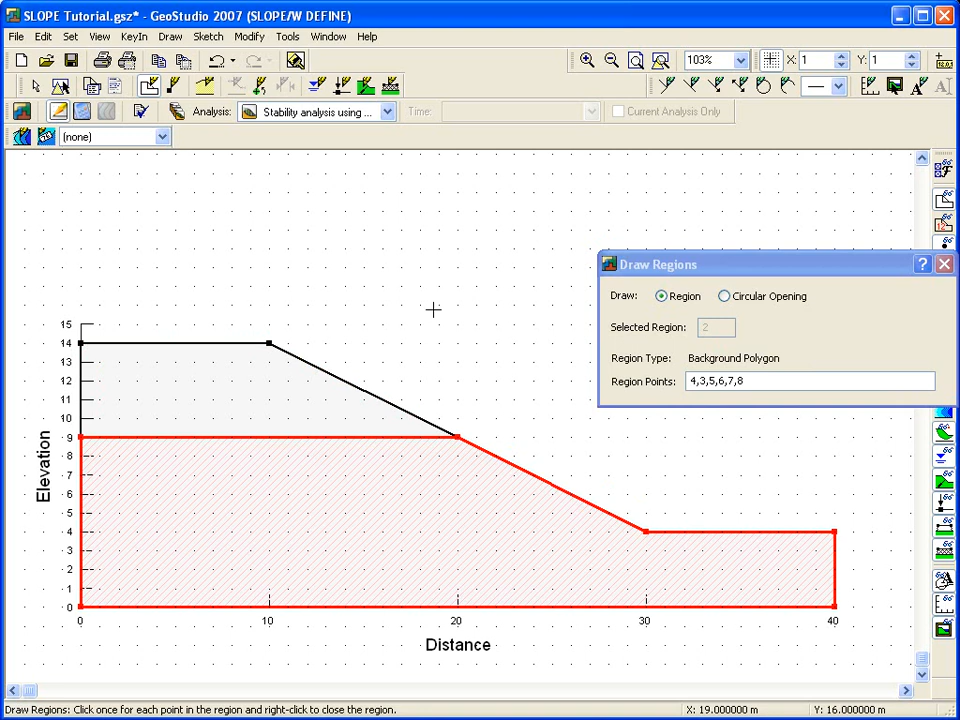 SLOPE Tutorial.gsz* - GeoStudio 2007 (SLOPE/W DEFINE)
File Edit Set View KeyIn Draw Sketch Modify Tools Window Help
103% X: 1 Y: 1
Analysis: Stability analysis using ... Time: Current Analysis Only
(none)
Draw Regions
Draw: Region Circular Opening
Selected Region: 2
Region Type: Background Polygon
Region Points: 4,3,5,6,7,8
15
14
13
12
11
10
9
8
7
6
5
4
3
2
1
0
Elevation
0 10 20 30 40
Distance
Draw Regions: Click once for each point in the region and right-click to close the region. X: 19.000000 m Y: 16.000000 m